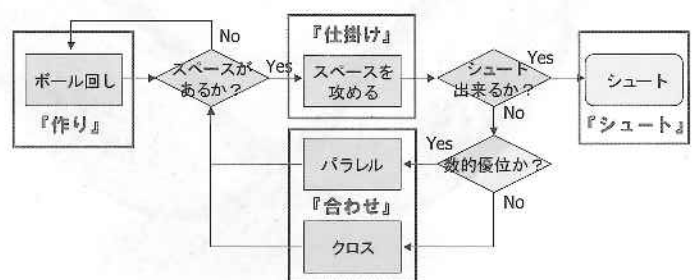 No
『仕掛け』
ボール回し
『作り』
スペースが
あるか？
Yes
スペースを
攻める
シュート
出来るか？
Yes
シュート
『シュート』
No
パラレル
Yes
数的優位か？
『合わせ』
No
クロス